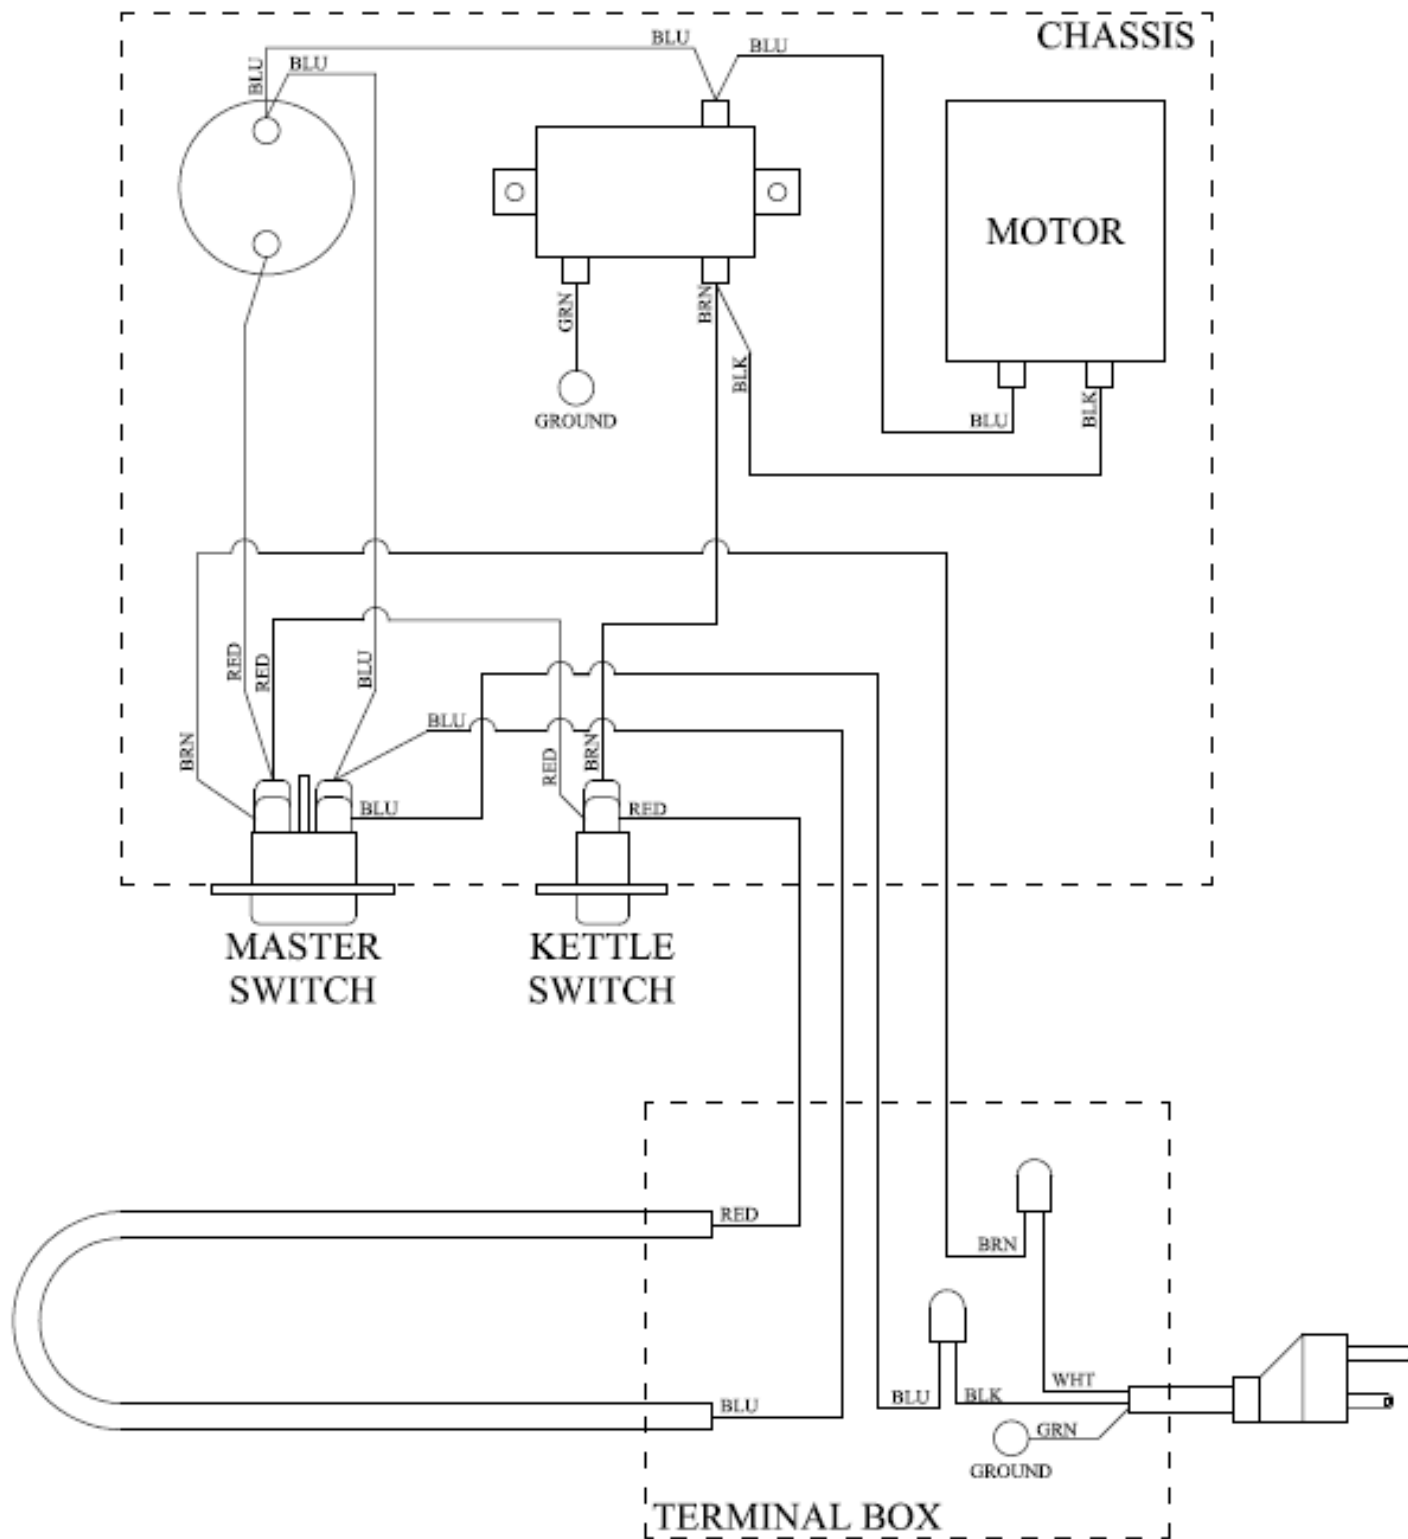 CHASSIS
BLU
BLU
BLU
BLU
MOTOR
GRN
BRN
BLK
GROUND
BLU
BLK
RED
RED
BLU
BLU
BRN
RED
BRN
BLU
RED
MASTER
SWITCH
KETTLE
SWITCH
RED
BRN
WHT
BLU
BLK
BLU
GRN
GROUND
TERMINAL BOX